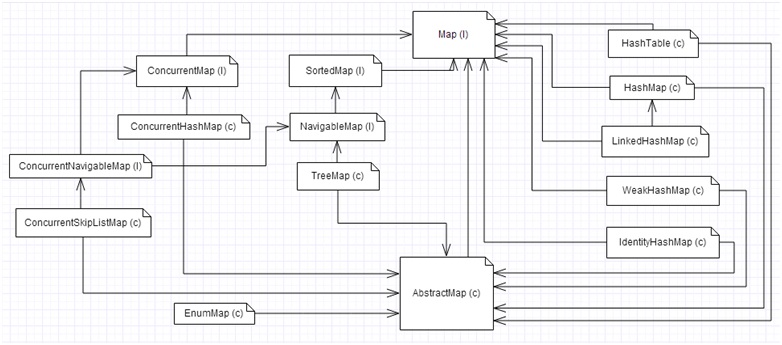 Map (I)
HashTable (c)
ConcurrentMap (I)
SortedMap (I)
HashMap (c)
ConcurrentHashMap (c)
NavigableMap (I)
LinkedHashMap (c)
ConcurrentNavigableMap (I)
TreeMap (c)
WeakHashMap (c)
ConcurrentSkipListMap (c)
IdentityHashMap (c)
AbstractMap (c)
EnumMap (c)